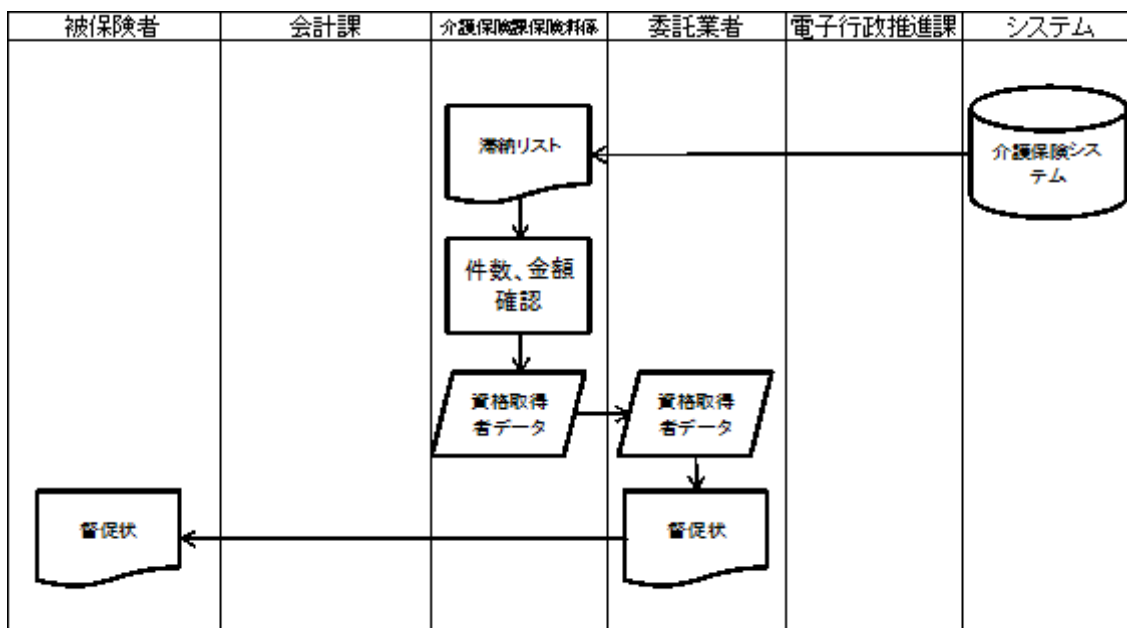 被保険者
会計課
介護保険課保険料係
委託業者
電子行政推進課
システム
滞納リスト
介護保険シス
テム
件数、金額
確認
資格取得
者データ
資格取得
者データ
督促状
督促状